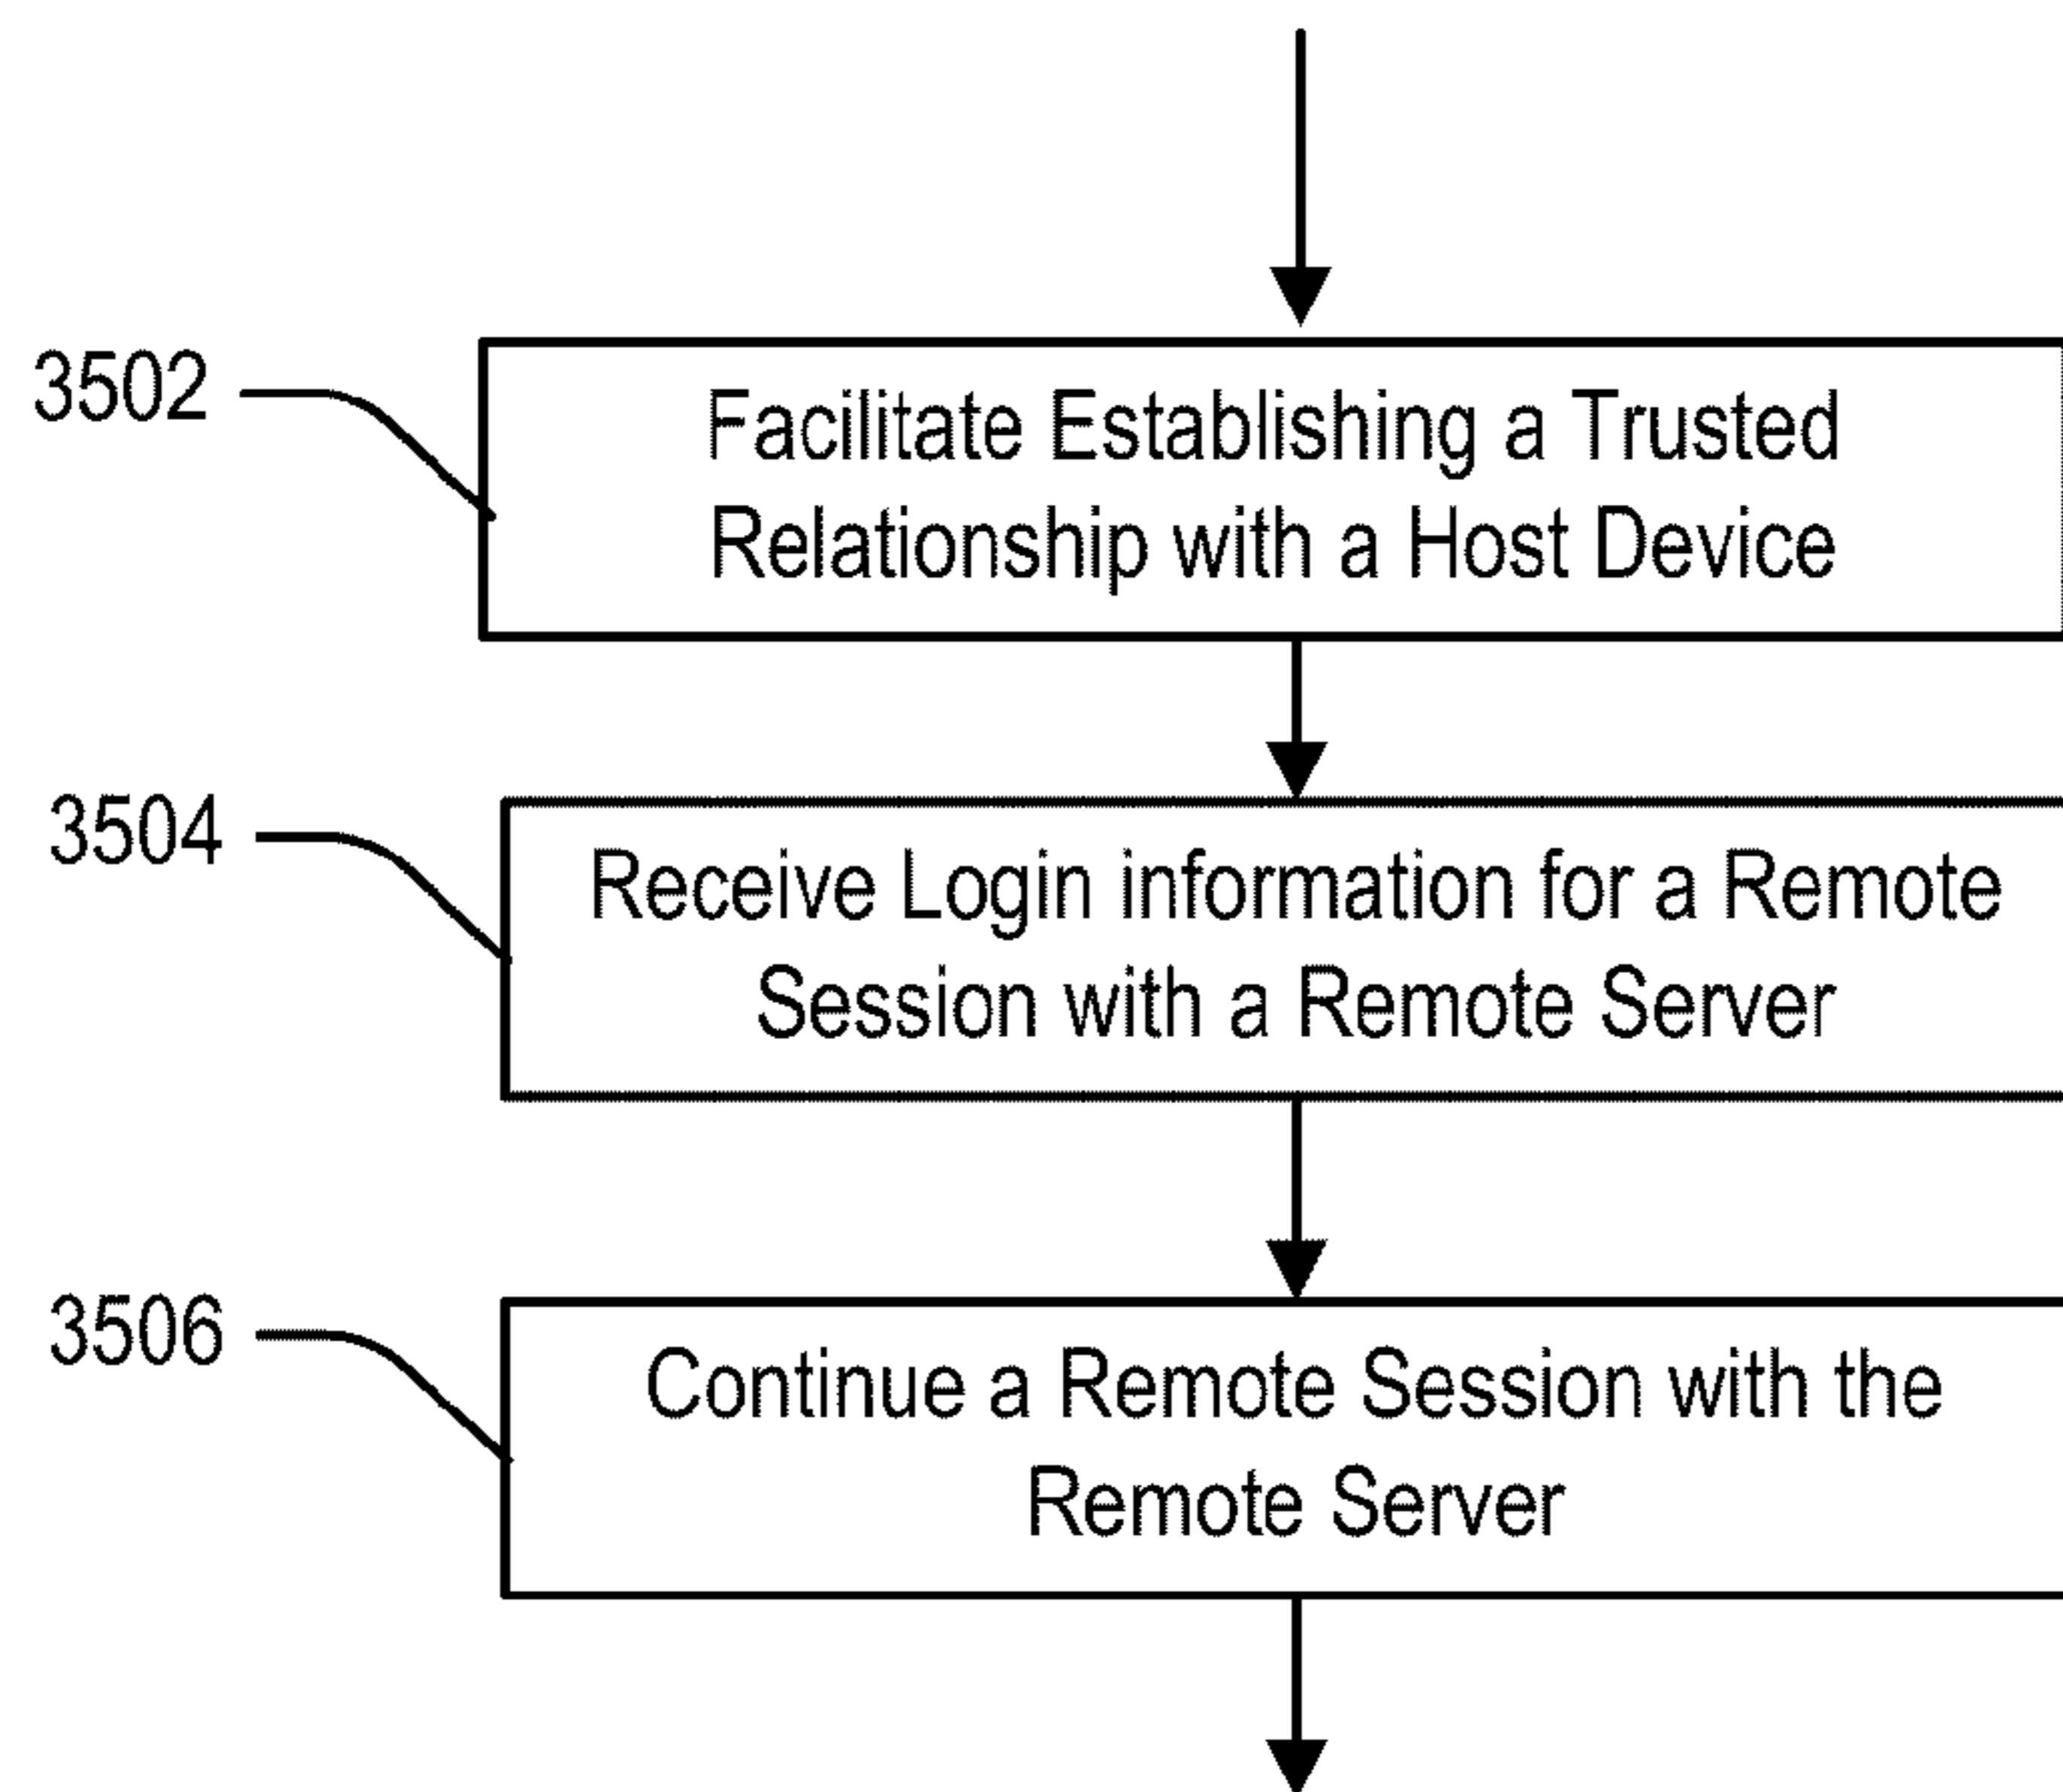 3502
Facilitate Establishing a Trusted
Relationship with a Host Device
3504
Receive Login information for a Remote
Session with a Remote Server
3506
Continue a Remote Session with the
Remote Server